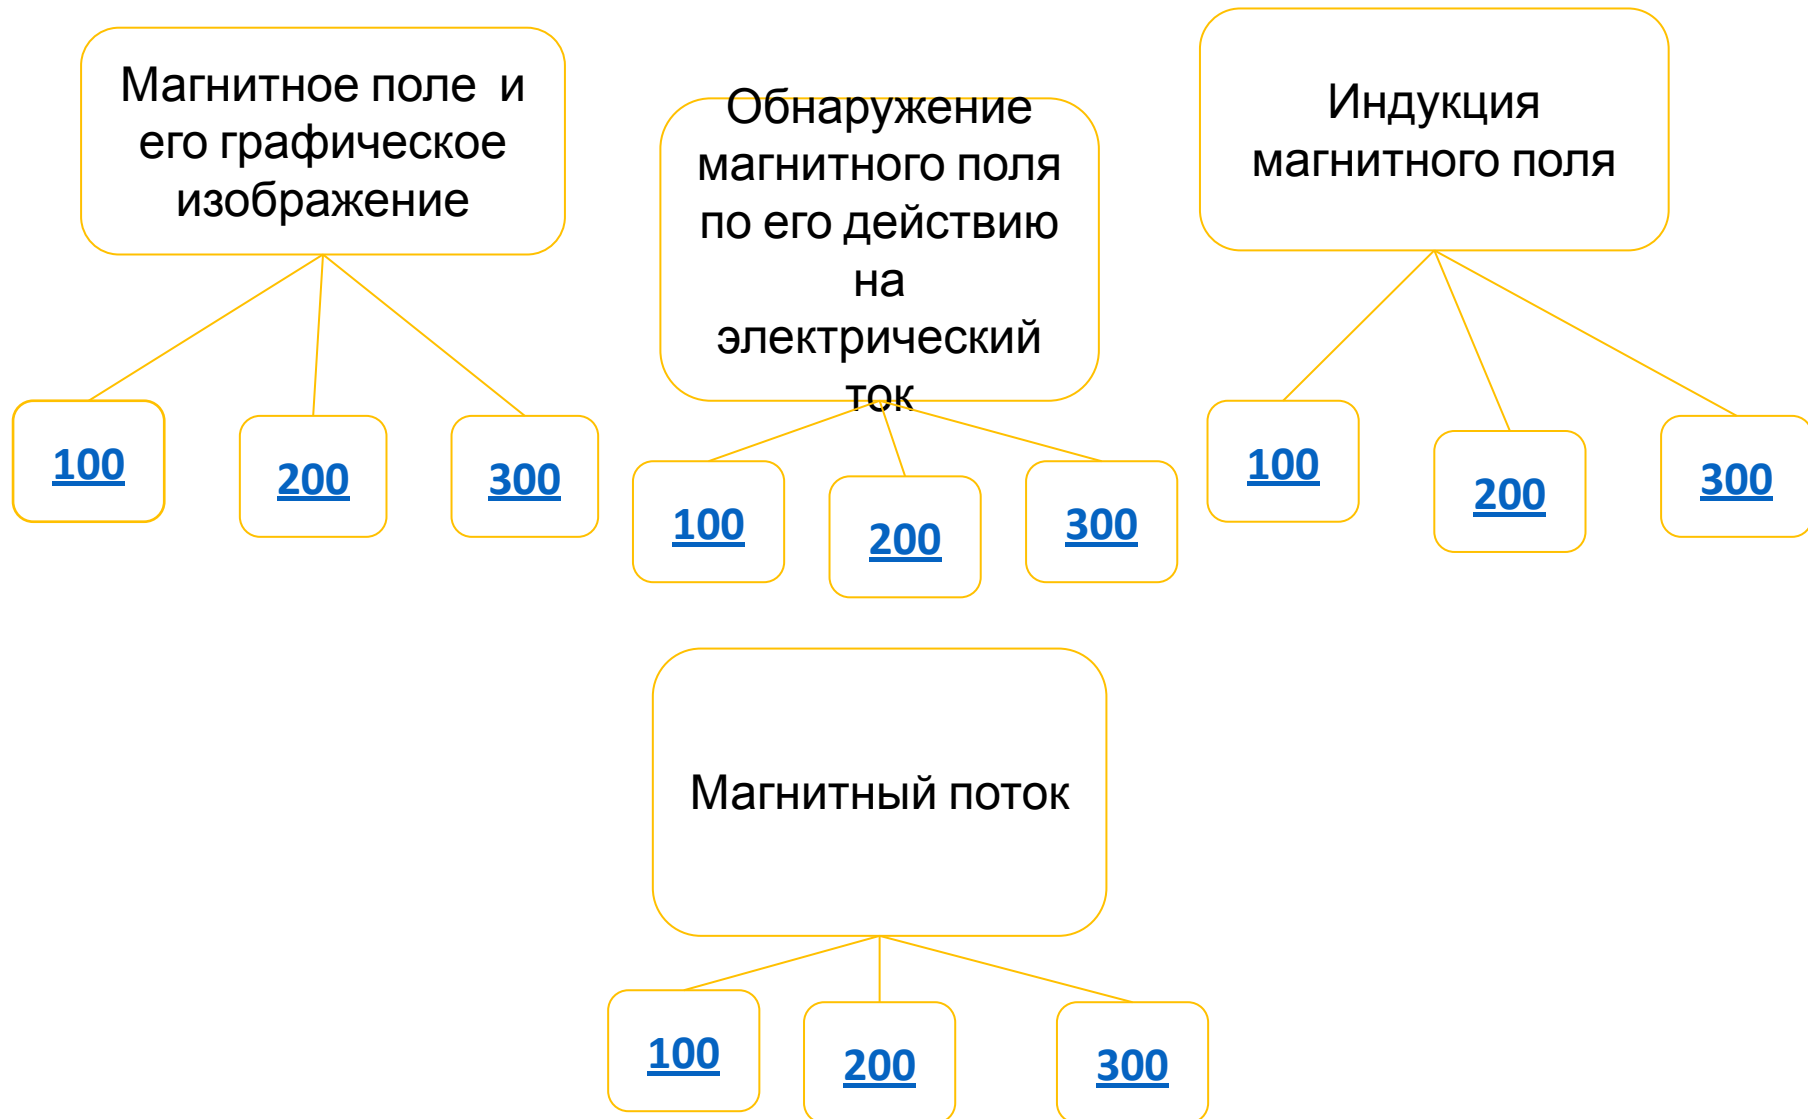 Магнитное поле и
его графическое
изображение
100
200
300
Обнаружение
магнитного поля
по его действию
на
электрический
ток
100
200
300
Индукция
магнитного поля
100
200
300
Магнитный поток
100
200
300